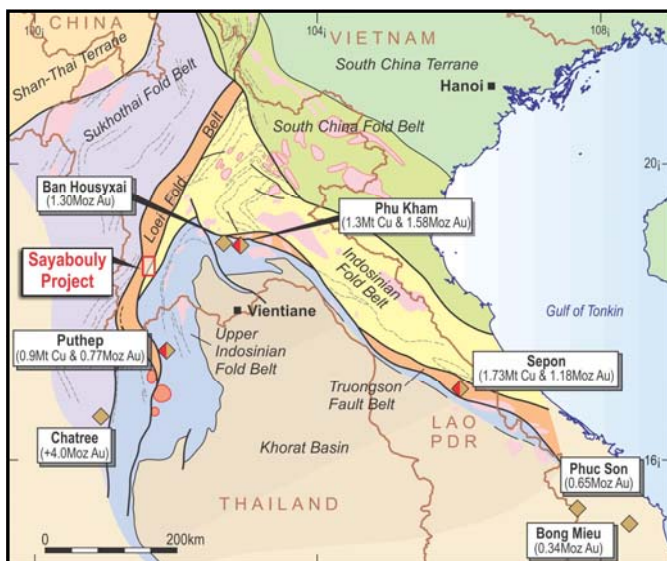 100¡
104¡
108¡
CHINA
VIETNAM
Shan-Thai Terrane
South China Terrane
Hanoi
Sukhothai Fold Belt
South China Fold Belt
20¡
Ban Housyxai
(1.30Moz Au)
Loei Fold Belt
Phu Kham
(1.3Mt Cu & 1.58Moz Au)
Sayabouly
Project
Indosinian
Fold Belt
Gulf of Tonkin
Vientiane
Puthep
(0.9Mt Cu & 0.77Moz Au)
Upper
Indosinian
Fold Belt
Sepon
(1.73Mt Cu & 1.18Moz Au)
Truongson
Fault Belt
LAO
PDR
Chatree
(+4.0Moz Au)
Khorat Basin
16¡
Phuc Son
(0.65Moz Au)
THAILAND
Bong Mieu
(0.34Moz Au)
0
200km
100¡
104¡
108¡